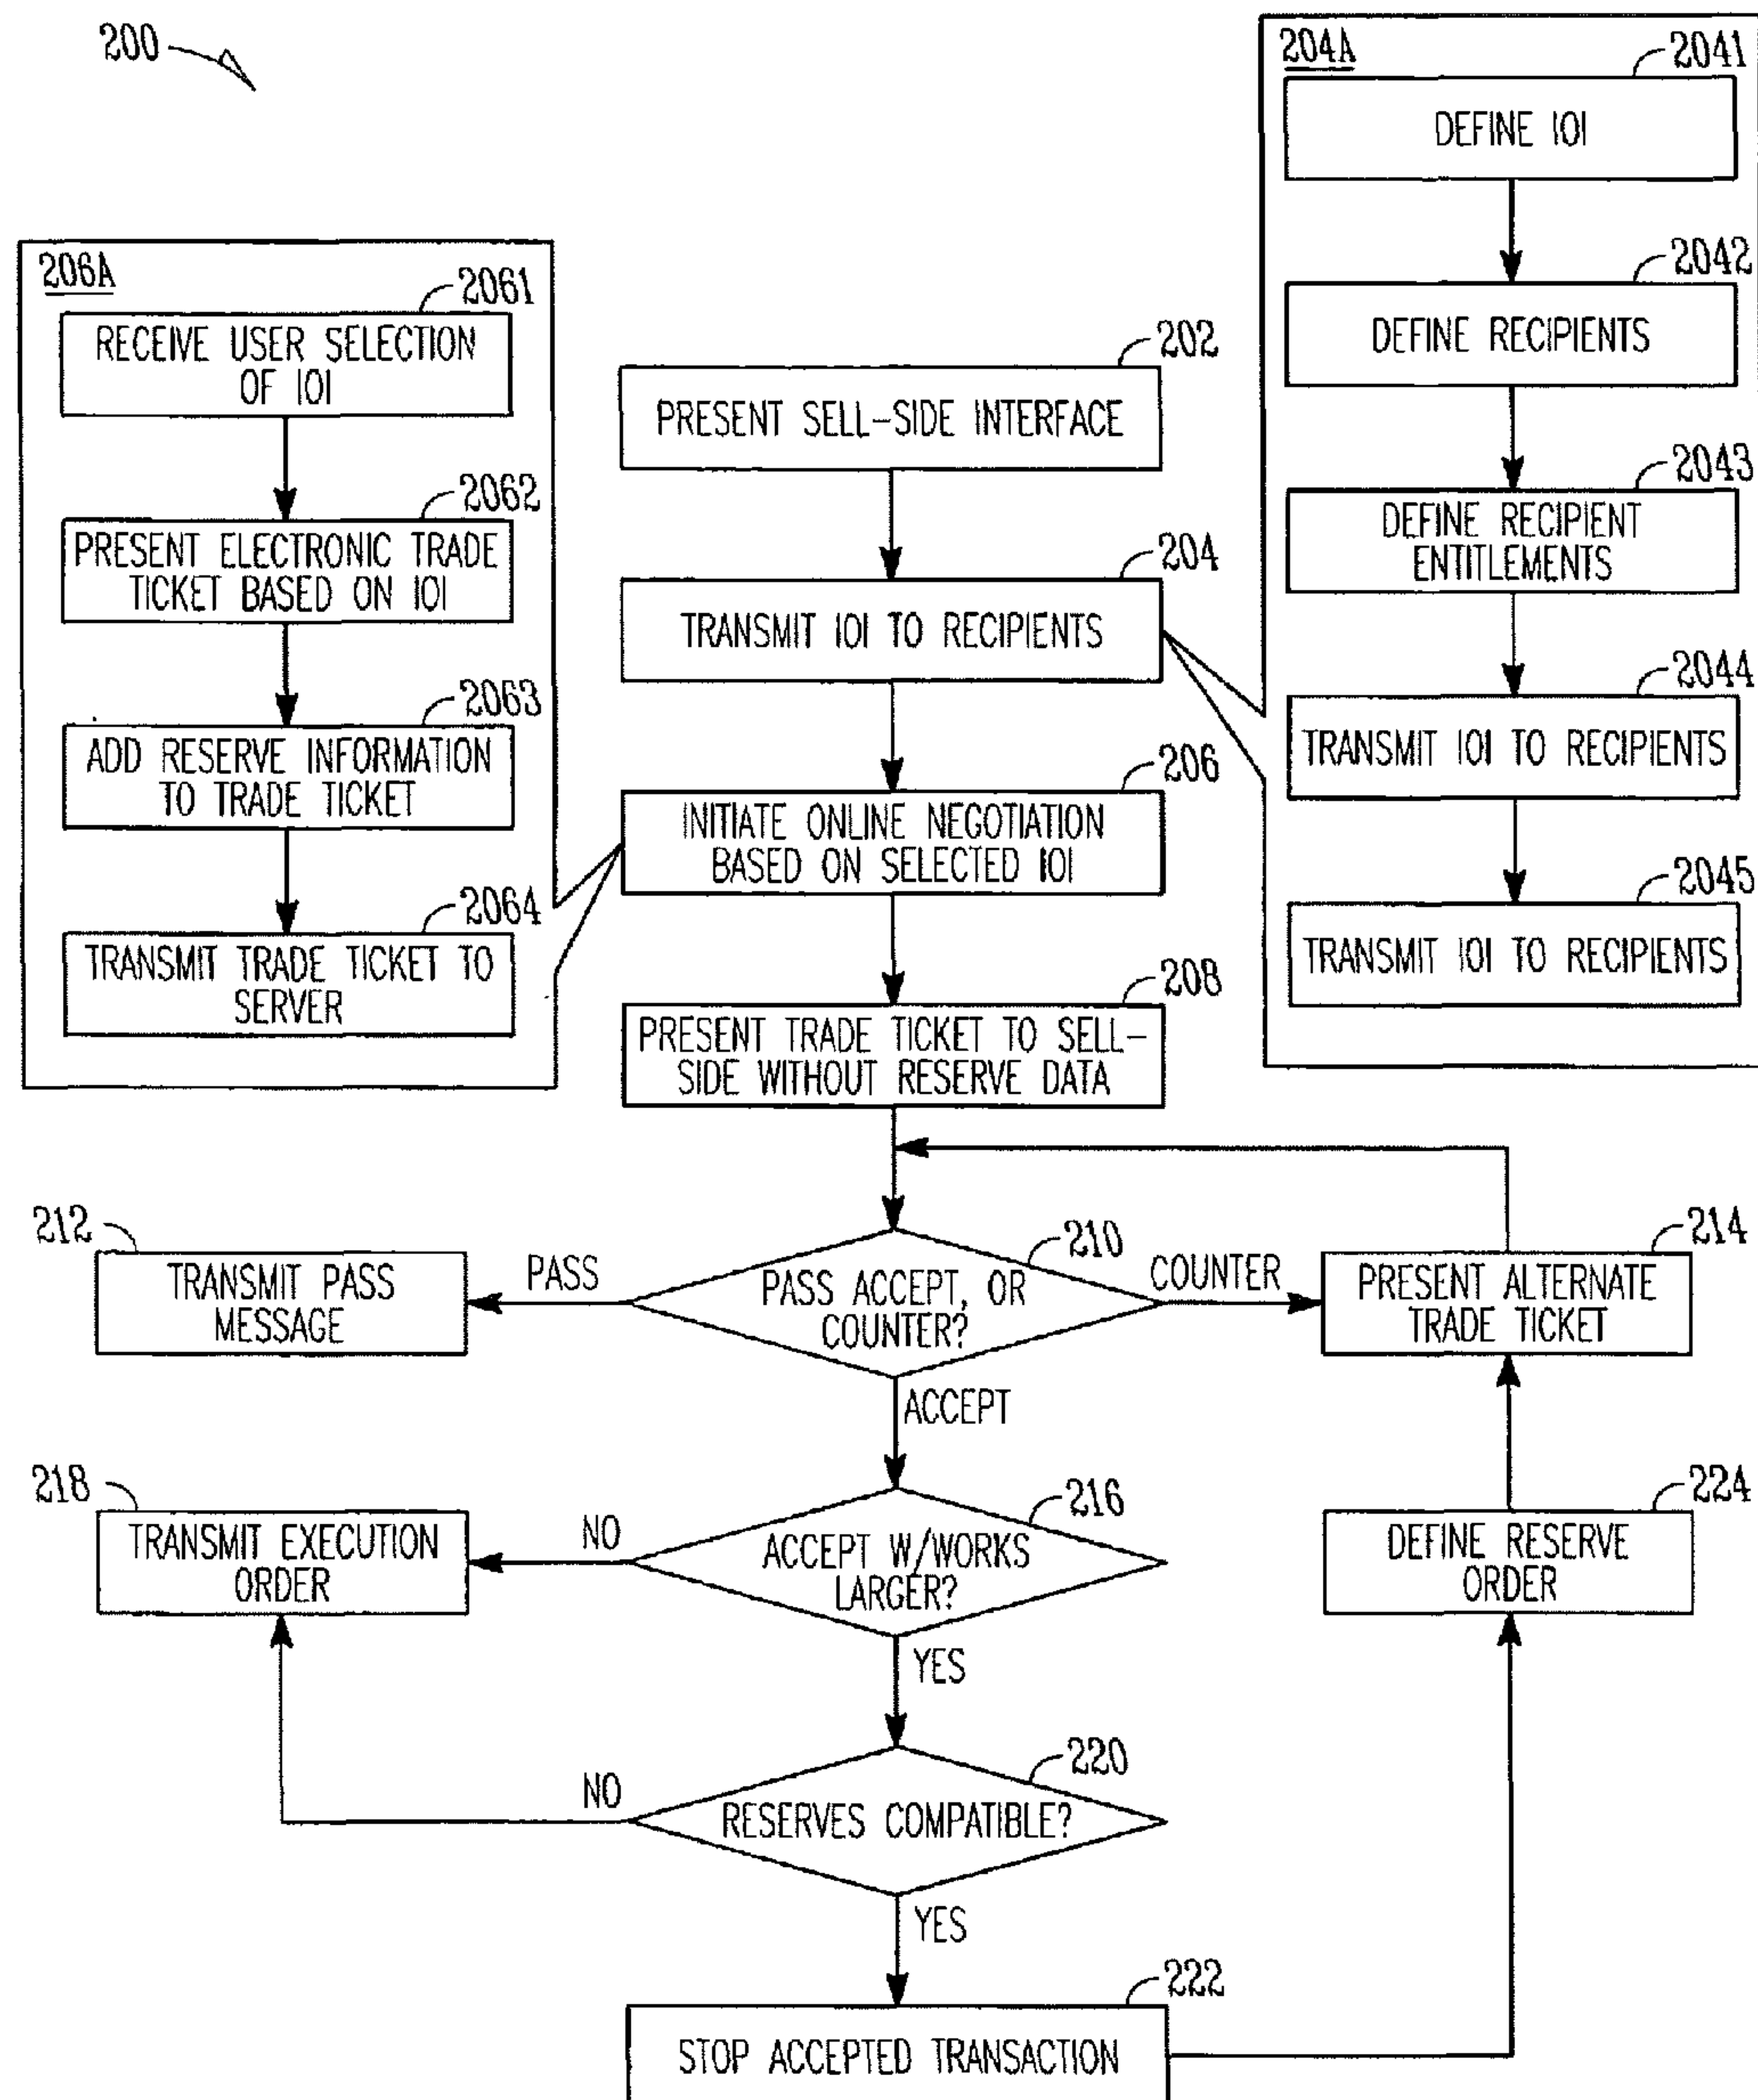 200
204A
2041
DEFINE IOI
2042
DEFINE RECIPIENTS
2043
DEFINE RECIPIENT
ENTITLEMENTS
2044
TRANSMIT IOI TO RECIPIENTS
2045
TRANSMIT IOI TO RECIPIENTS
206A
2061
RECEIVE USER SELECTION
OF IOI
2062
PRESENT ELECTRONIC TRADE
TICKET BASED ON IOI
2063
ADD RESERVE INFORMATION
TO TRADE TICKET
2064
TRANSMIT TRADE TICKET TO
SERVER
202
PRESENT SELL-SIDE INTERFACE
204
TRANSMIT IOI TO RECIPIENTS
206
INITIATE ONLINE NEGOTIATION
BASED ON SELECTED IOI
208
PRESENT TRADE TICKET TO SELL-
SIDE WITHOUT RESERVE DATA
210
PASS ACCEPT, OR
COUNTER?
PASS
212
TRANSMIT PASS
MESSAGE
COUNTER
214
PRESENT ALTERNATE
TRADE TICKET
ACCEPT
216
ACCEPT W/WORKS
LARGER?
NO
218
TRANSMIT EXECUTION
ORDER
YES
220
RESERVES COMPATIBLE?
NO
YES
222
STOP ACCEPTED TRANSACTION
224
DEFINE RESERVE
ORDER